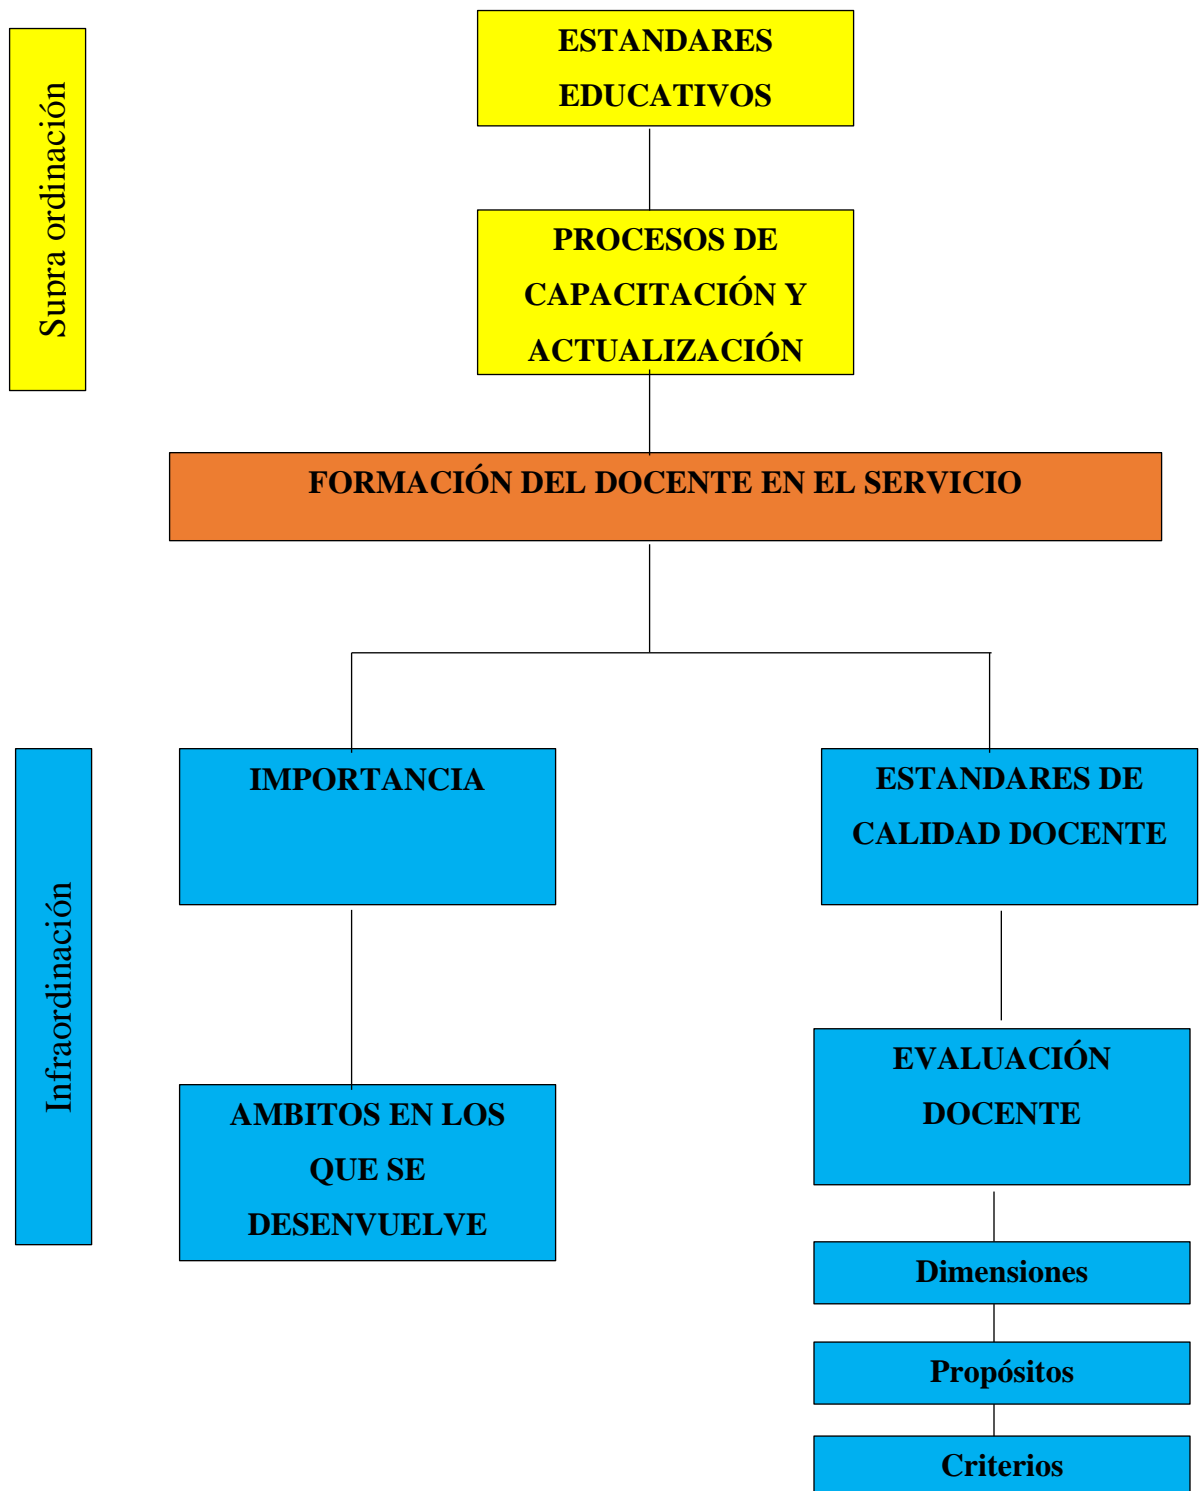 Supra ordinación
ESTANDARES
EDUCATIVOS
PROCESOS DE
CAPACITACIÓN Y
ACTUALIZACIÓN
FORMACIÓN DEL DOCENTE EN EL SERVICIO
Infraordinación
IMPORTANCIA
AMBITOS EN LOS
QUE SE
DESENVUELVE
ESTANDARES DE
CALIDAD DOCENTE
EVALUACIÓN
DOCENTE
Dimensiones
Propósitos
Criterios